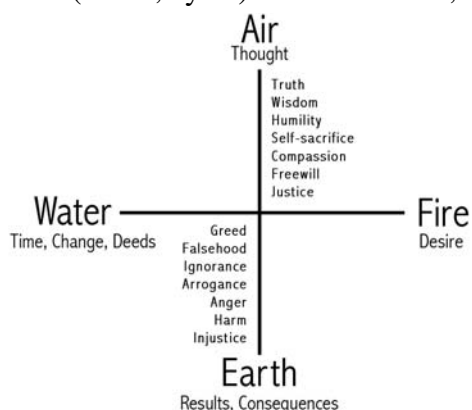 Air
Thought
Truth
Wisdom
Humility
Self-sacrifice
Compassion
Freewill
Justice
Water
Time, Change, Deeds
Fire
Desire
Greed
Falsehood
Ignorance
Arrogance
Anger
Harm
Injustice
Earth
Results, Consequences